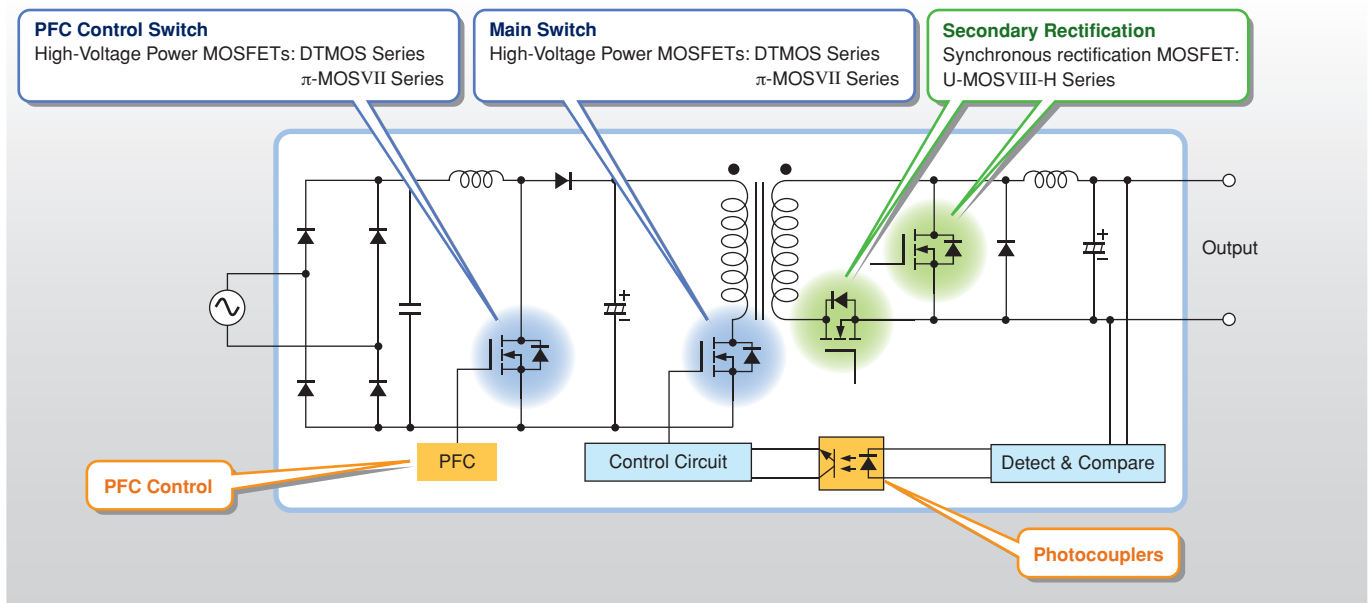 PFC Control Switch
High-Voltage Power MOSFETs: DTMOS Series
π-MOSVII Series
Main Switch
High-Voltage Power MOSFETs: DTMOS Series
π-MOSVII Series
Secondary Rectification
Synchronous rectification MOSFET:
U-MOSVIII-H Series
+
-
+
-
Output
PFC
Control Circuit
Detect & Compare
PFC Control
Photocouplers